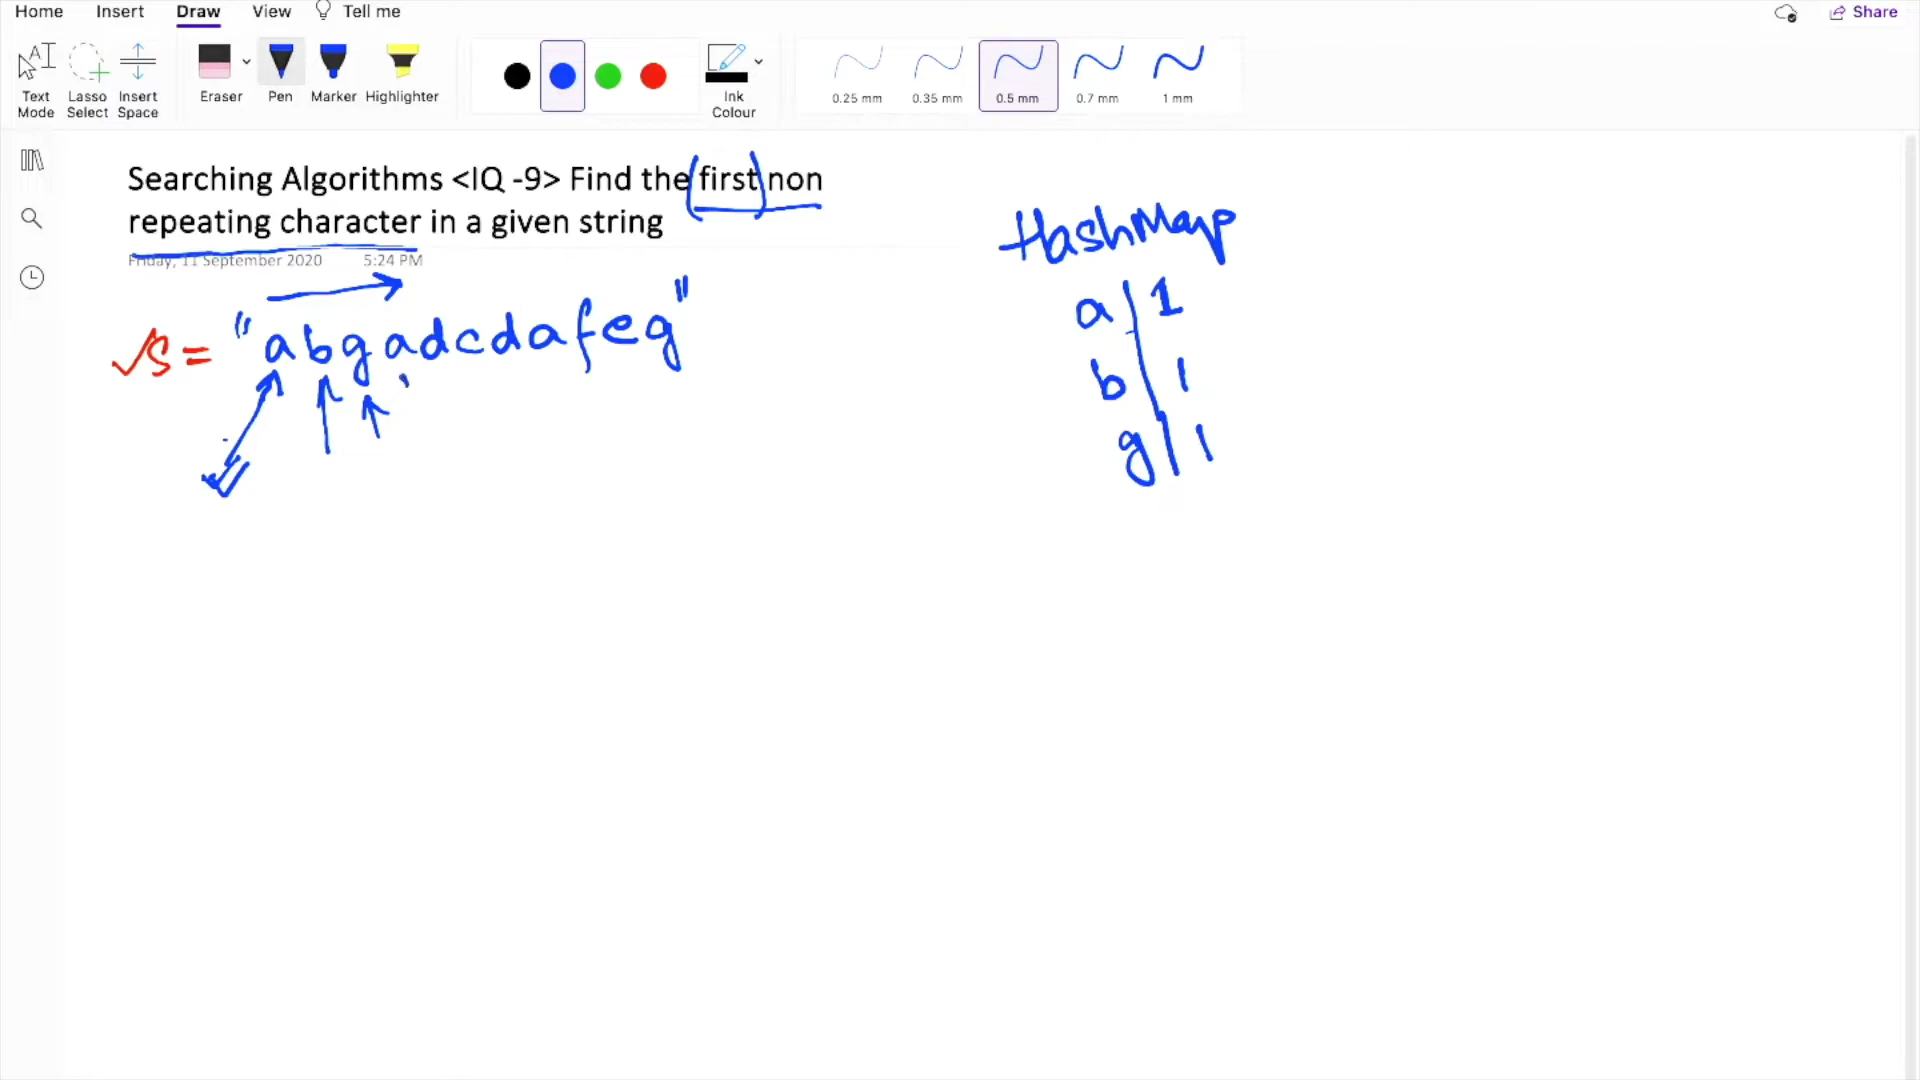 Home Insert Draw View Tell me Share
Text Mode Lasso Select Insert Space Eraser Pen Marker Highlighter Ink Colour 0.25 mm 0.35 mm 0.5 mm 0.7 mm 1 mm
Searching Algorithms <IQ -9> Find the (first) non
repeating character in a given string
Friday, 11 September 2020 5:24 PM
S = "abgadcdafeg"
HashMap
a | 1
b | 1
g | 1